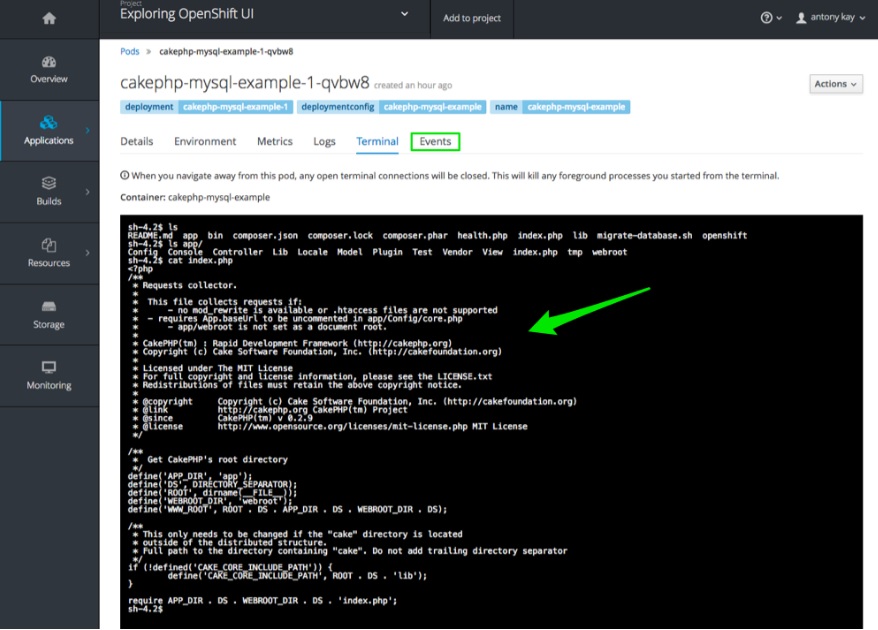 Project
Exploring OpenShift UI
Add to project
antony kay
Overview
Applications
Builds
Resources
Storage
Monitoring
Pods » cakephp-mysql-example-1-qvbw8
cakephp-mysql-example-1-qvbw8 created an hour ago
Actions
deployment cakephp-mysql-example-1 deploymentconfig cakephp-mysql-example name cakephp-mysql-example
Details Environment Metrics Logs Terminal Events
When you navigate away from this pod, any open terminal connections will be closed. This will kill any foreground processes you started from the terminal.
Container: cakephp-mysql-example
sh-4.2$ ls
README.md app bin composer.json composer.lock composer.phar health.php index.php lib migrate-database.sh openshift
sh-4.2$ ls app/
Config Console Controller Lib Locale Model Plugin Test Vendor View index.php tmp webroot
sh-4.2$ cat index.php
<?php
/**
* Requests collector.
*
* This file collects requests if:
* - no mod_rewrite is available or .htaccess files are not supported
* - requires App.baseUrl to be uncommented in app/Config/core.php
* - app/webroot is not set as a document root.
*
* CakePHP(tm) : Rapid Development Framework (http://cakephp.org)
* Copyright (c) Cake Software Foundation, Inc. (http://cakefoundation.org)
*
* Licensed under The MIT License
* For full copyright and license information, please see the LICENSE.txt
* Redistributions of files must retain the above copyright notice.
*
* @copyright Copyright (c) Cake Software Foundation, Inc. (http://cakefoundation.org)
* @link http://cakephp.org CakePHP(tm) Project
* @since CakePHP(tm) v 0.2.9
* @license http://www.opensource.org/licenses/mit-license.php MIT License
*/
/**
* Get CakePHP's root directory
*/
define('APP_DIR', 'app');
define('DS', DIRECTORY_SEPARATOR);
define('ROOT', dirname(__FILE__));
define('WEBROOT_DIR', 'webroot');
define('WWW_ROOT', ROOT . DS . APP_DIR . DS . WEBROOT_DIR . DS);
/**
* This only needs to be changed if the "cake" directory is located
* outside of the distributed structure.
* Full path to the directory containing "cake". Do not add trailing directory separator
*/
if (!defined('CAKE_CORE_INCLUDE_PATH')) {
define('CAKE_CORE_INCLUDE_PATH', ROOT . DS . 'lib');
}
require APP_DIR . DS . WEBROOT_DIR . DS . 'index.php';
sh-4.2$